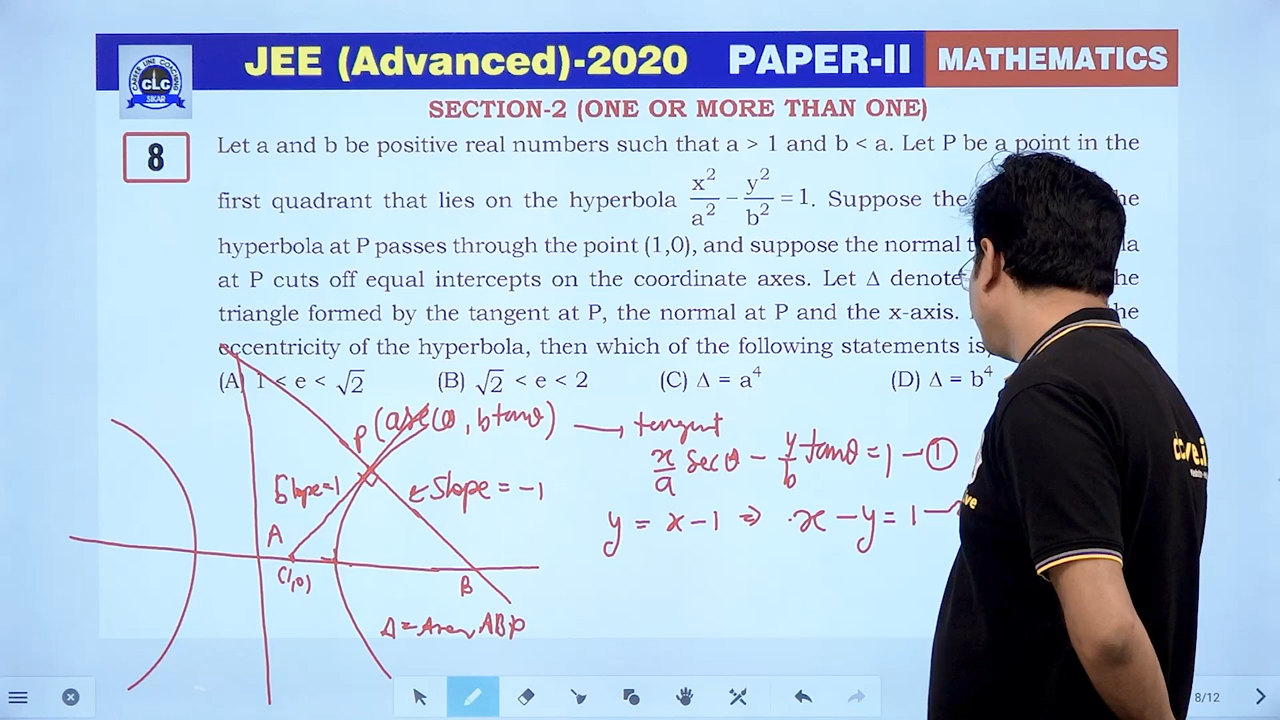 JEE (Advanced)-2020 PAPER-II MATHEMATICS
CLC
SIKAR
SECTION-2 (ONE OR MORE THAN ONE)
8
Let a and b be positive real numbers such that a > 1 and b < a. Let P be a point in the
first quadrant that lies on the hyperbola x²/a² − y²/b² = 1. Suppose the
hyperbola at P passes through the point (1,0), and suppose the normal
at P cuts off equal intercepts on the coordinate axes. Let Δ denote
triangle formed by the tangent at P, the normal at P and the x-axis.
eccentricity of the hyperbola, then which of the following statements is
(A) 1 < e < √2 (B) √2 < e < 2 (C) Δ = a⁴ (D) Δ = b⁴
P(a secθ, b tanθ) → tangent
x/a secθ − y/b tanθ = 1 − ①
Slope=1
Slope = −1
y = x −1 ⇒ x − y = 1
A
(1,0)
B
Δ = Area ABP
8/12